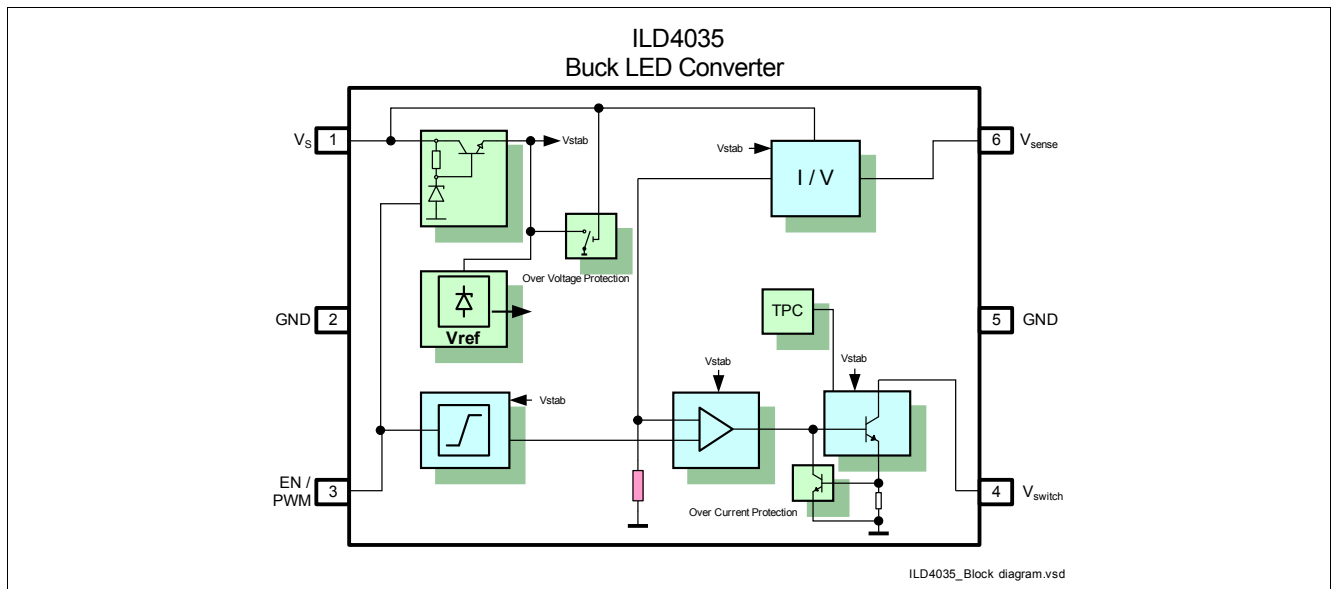 ILD4035
Buck LED Converter
VS 1
Vstab
Vstab
I / V
6 Vsense
Over Voltage Protection
GND 2
Vref
TPC
5 GND
Vstab
Vstab
Vstab
EN /
PWM
3
Over Current Protection
4 Vswitch
ILD4035_Block diagram.vsd